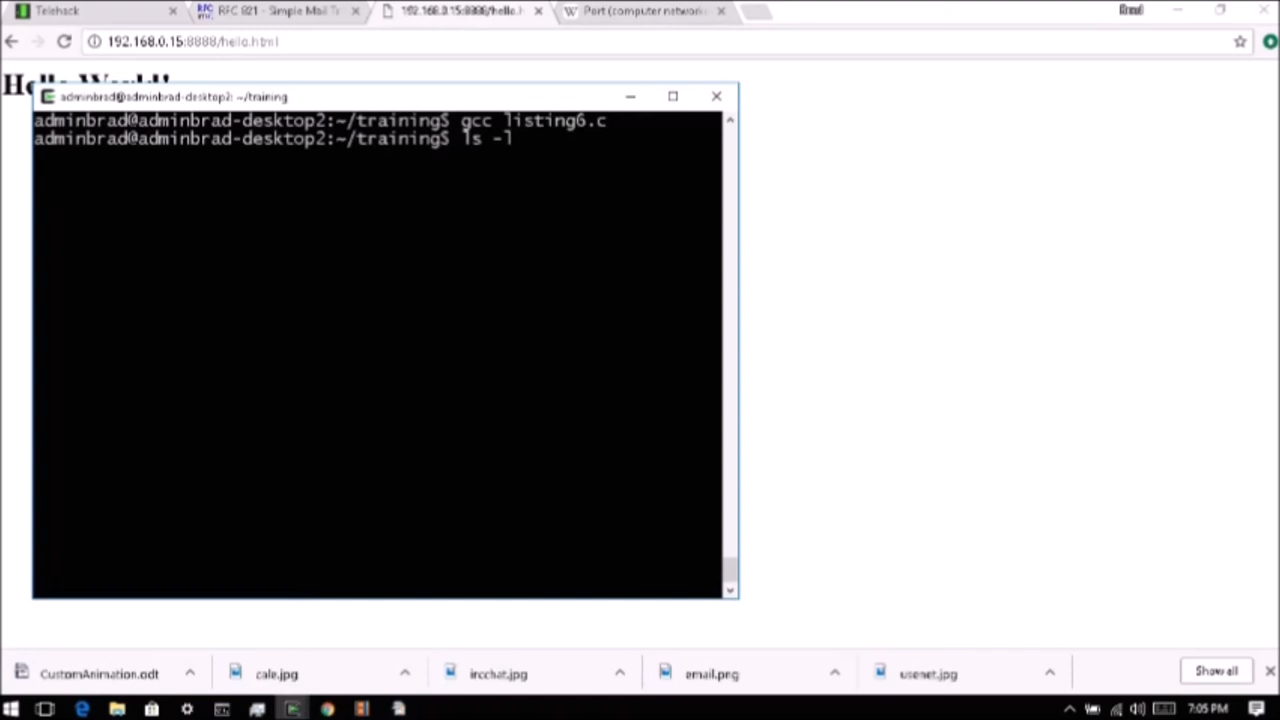 Telehack
RFC 821 - Simple Mail Tr
192.168.0.15:8888/hello.h
Port (computer network
Brad
192.168.0.15:8888/hello.html
Hello World!
adminbrad@adminbrad-desktop2: ~/training
adminbrad@adminbrad-desktop2:~/training$ gcc listing6.c
adminbrad@adminbrad-desktop2:~/training$ ls -l
CustomAnimation.odt
cale.jpg
ircchat.jpg
email.png
usenet.jpg
Show all
7:05 PM